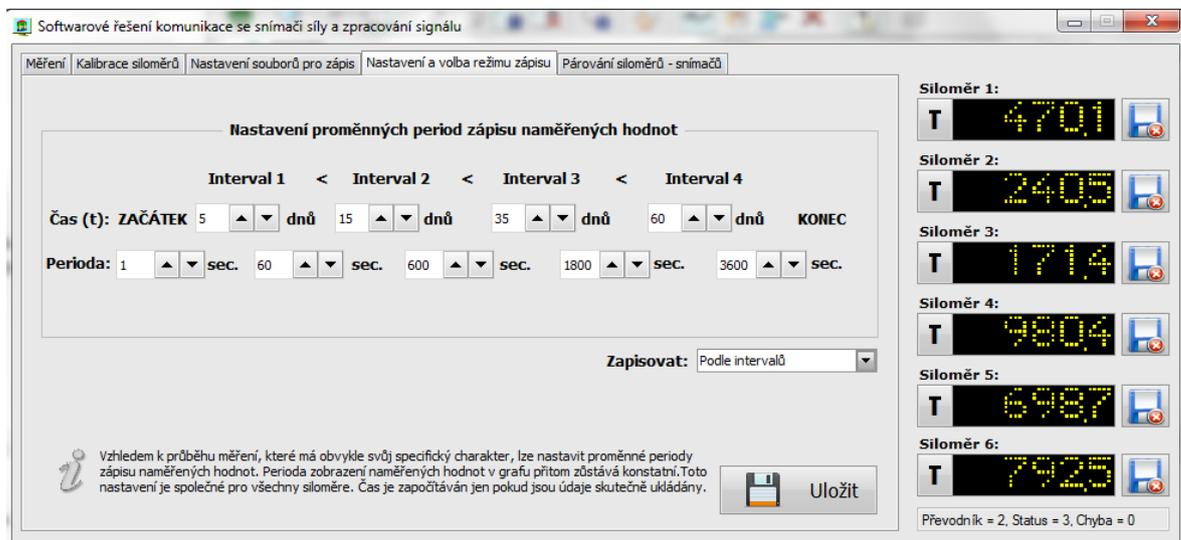 Softwarové řešení komunikace se snímači síly a zpracování signálu
Měření Kalibrace siloměrů Nastavení souborů pro zápis Nastavení a volba režimu zápisu Párování siloměrů - snímačů
Nastavení proměnných period zápisu naměřených hodnot
Interval 1 < Interval 2 < Interval 3 < Interval 4
Čas (t): ZAČÁTEK 5 dnů 15 dnů 35 dnů 60 dnů KONEC
Perioda: 1 sec. 60 sec. 600 sec. 1800 sec. 3600 sec.
Zapisovat: Podle intervalů
Vzhledem k průběhu měření, které má obvykle svůj specifický charakter, lze nastavit proměnné periody
zápisu naměřených hodnot. Perioda zobrazení naměřených hodnot v grafu přitom zůstává konstatní.Toto
nastavení je společné pro všechny siloměre. Čas je započítáván jen pokud jsou údaje skutečně ukládány.
Uložit
Siloměr 1:
T 470,1
Siloměr 2:
T 240,5
Siloměr 3:
T 171,4
Siloměr 4:
T 980,4
Siloměr 5:
T 698,7
Siloměr 6:
T 792,5
Převodník = 2, Status = 3, Chyba = 0